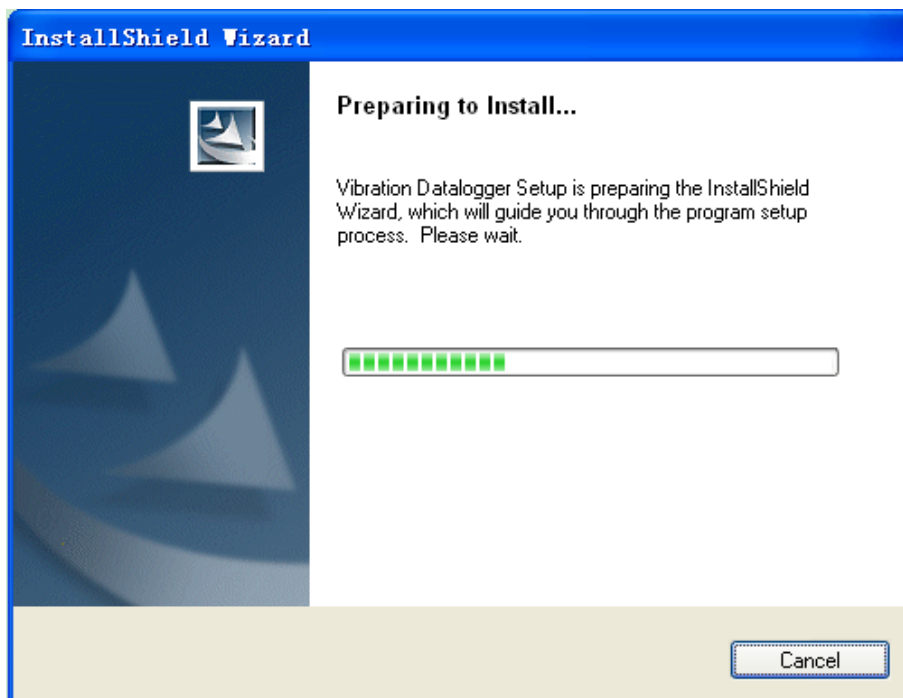 InstallShield Wizard
Preparing to Install...
Vibration Datalogger Setup is preparing the InstallShield
Wizard, which will guide you through the program setup
process.  Please wait.
Cancel